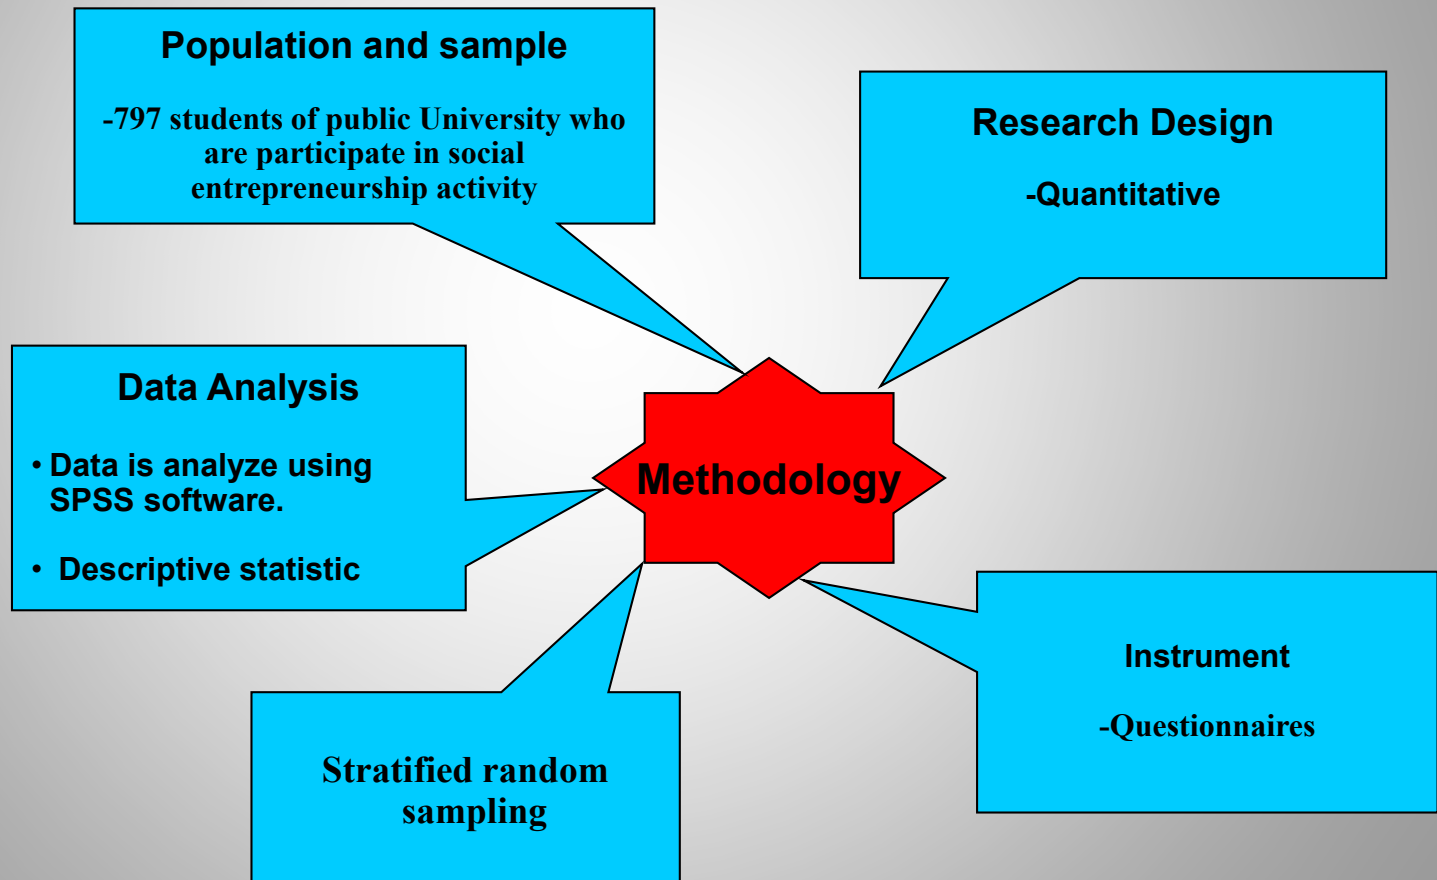 Population and sample
-797 students of public University who
are participate in social
entrepreneurship activity
Research Design
-Quantitative
Data Analysis
• Data is analyze using
SPSS software.
• Descriptive statistic
Methodology
Instrument
-Questionnaires
Stratified random
sampling